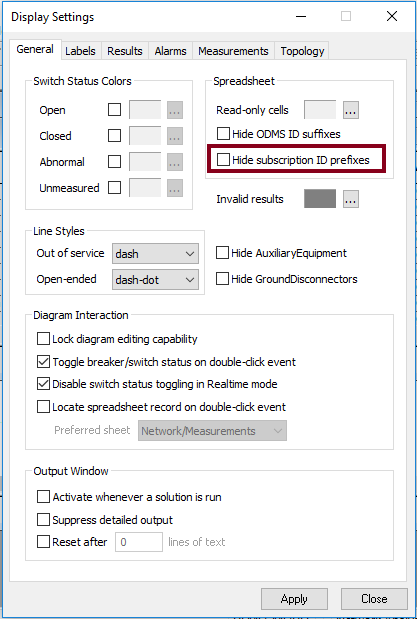 Display Settings
General Labels Results Alarms Measurements Topology
Switch Status Colors
Open ...
Closed ...
Abnormal ...
Unmeasured ...
Spreadsheet
Read-only cells ...
Hide ODMS ID suffixes
Hide subscription ID prefixes
Invalid results ...
Line Styles
Out of service dash
Open-ended dash-dot
Hide AuxiliaryEquipment
Hide GroundDisconnectors
Diagram Interaction
Lock diagram editing capability
Toggle breaker/switch status on double-click event
Disable switch status toggling in Realtime mode
Locate spreadsheet record on double-click event
Preferred sheet Network/Measurements
Output Window
Activate whenever a solution is run
Suppress detailed output
Reset after 0 lines of text
Apply Close